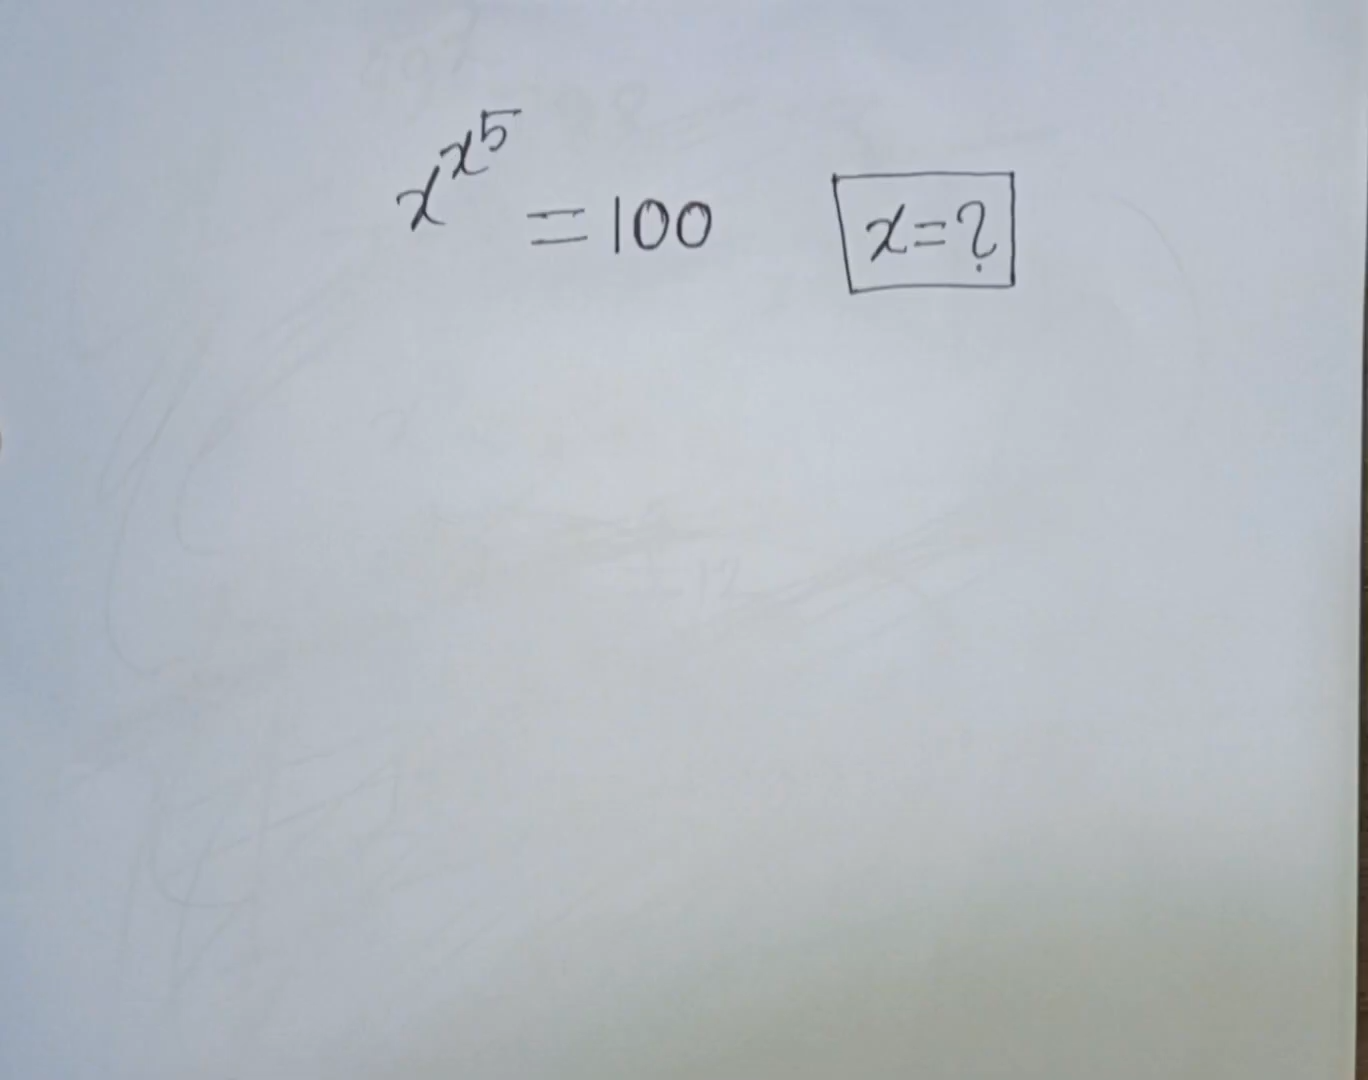 x^{x^5} = 100 x=?